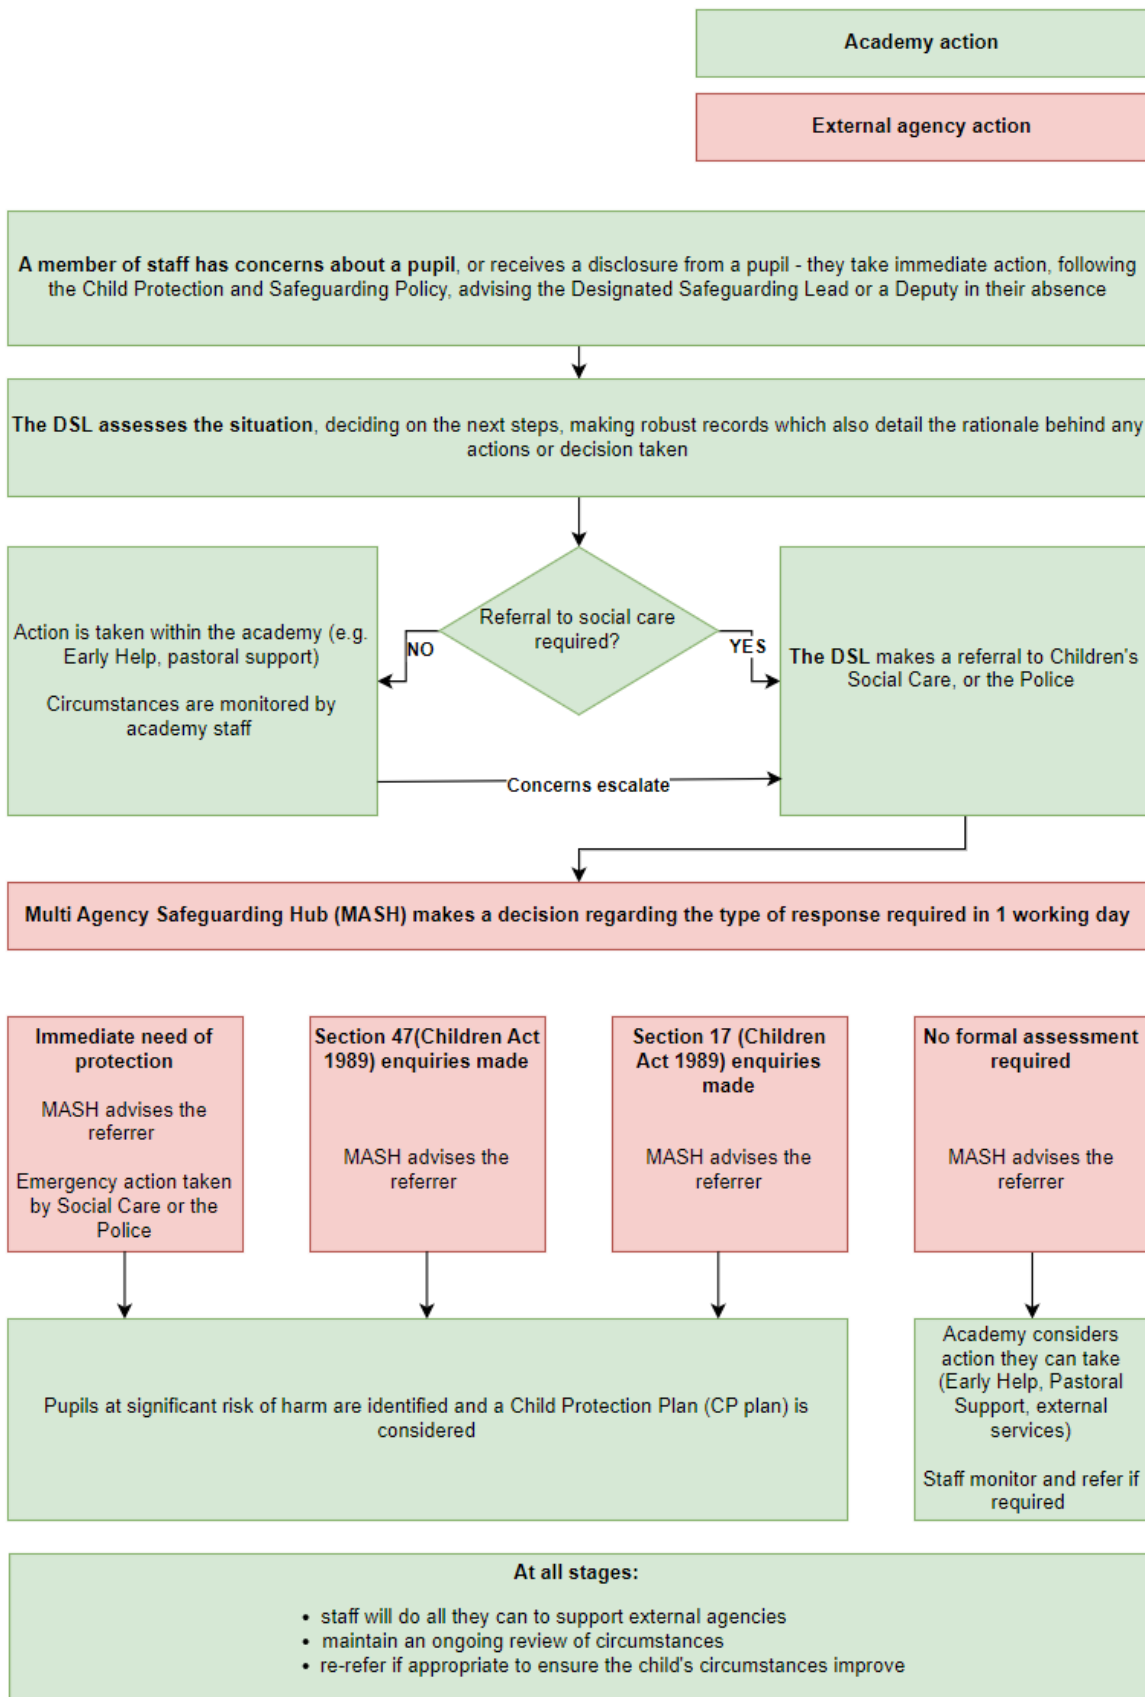 Academy action
External agency action
A member of staff has concerns about a pupil, or receives a disclosure from a pupil - they take immediate action, following
the Child Protection and Safeguarding Policy, advising the Designated Safeguarding Lead or a Deputy in their absence
The DSL assesses the situation, deciding on the next steps, making robust records which also detail the rationale behind any
actions or decision taken
Referral to social care
required?
NO
YES
Action is taken within the academy (e.g.
Early Help, pastoral support)
Circumstances are monitored by
academy staff
The DSL makes a referral to Children's
Social Care, or the Police
Concerns escalate
Multi Agency Safeguarding Hub (MASH) makes a decision regarding the type of response required in 1 working day
Immediate need of
protection
MASH advises the
referrer
Emergency action taken
by Social Care or the
Police
Section 47(Children Act
1989) enquiries made
MASH advises the
referrer
Section 17 (Children
Act 1989) enquiries
made
MASH advises the
referrer
No formal assessment
required
MASH advises the
referrer
Pupils at significant risk of harm are identified and a Child Protection Plan (CP plan) is
considered
Academy considers
action they can take
(Early Help, Pastoral
Support, external
services)
Staff monitor and refer if
required
At all stages:
• staff will do all they can to support external agencies
• maintain an ongoing review of circumstances
• re-refer if appropriate to ensure the child's circumstances improve